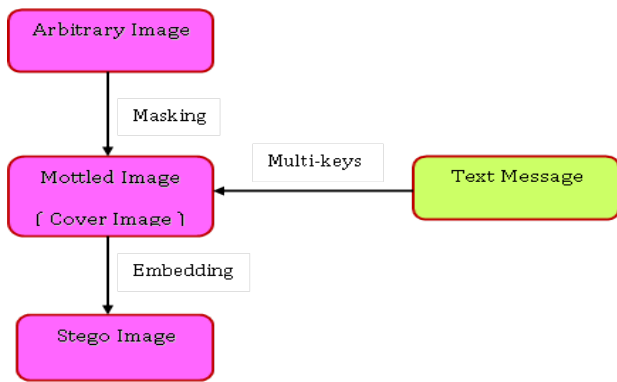 Arbitrary Image
Masking
Mottled Image
( Cover Image )
Multi-keys
Text Message
Embedding
Stego Image